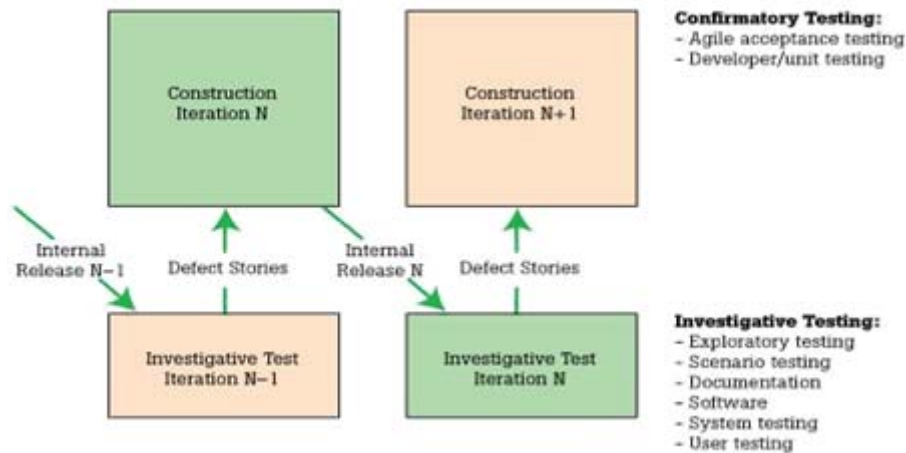 Construction
Iteration N
Construction
Iteration N+1
Confirmatory Testing:
- Agile acceptance testing
- Developer/unit testing
Internal
Release N-1
Defect Stories
Internal
Release N
Defect Stories
Investigative Test
Iteration N-1
Investigative Test
Iteration N
Investigative Testing:
- Exploratory testing
- Scenario testing
- Documentation
- Software
- System testing
- User testing